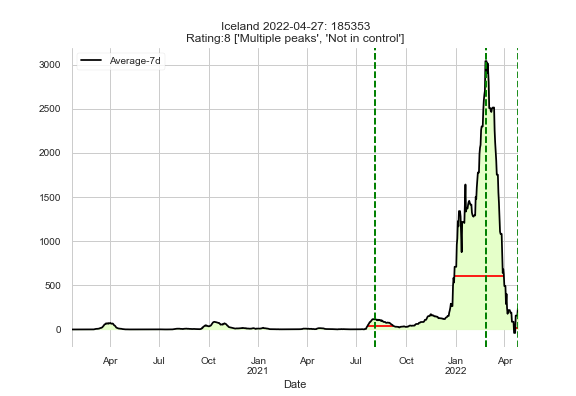 Iceland 2022-04-27: 185353
Rating:8 ['Multiple peaks', 'Not in control']
Average-7d
3000
2500
2000
1500
1000
500
0
Apr Jul Oct Jan Apr Jul Oct Jan Apr
2021 2022
Date